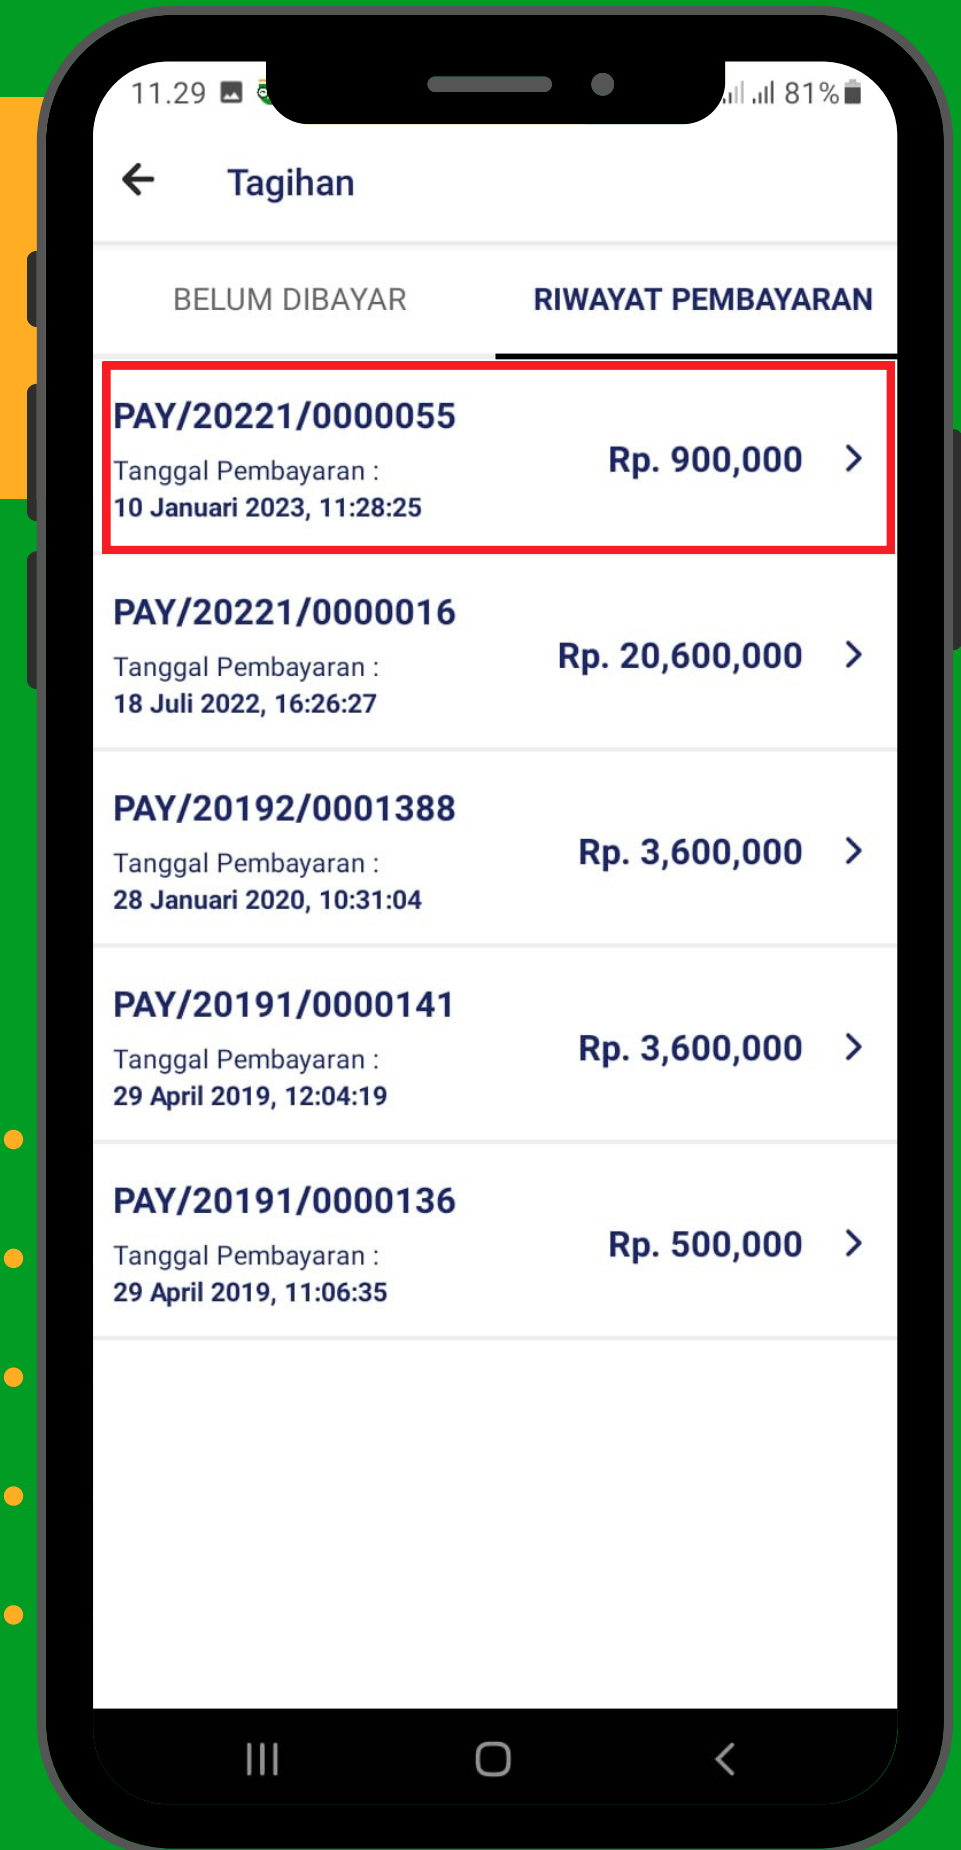 11.29
81%
Tagihan
BELUM DIBAYAR
RIWAYAT PEMBAYARAN
PAY/20221/0000055
Rp. 900,000
Tanggal Pembayaran :
10 Januari 2023, 11:28:25
PAY/20221/0000016
Rp. 20,600,000
Tanggal Pembayaran :
18 Juli 2022, 16:26:27
PAY/20192/0001388
Rp. 3,600,000
Tanggal Pembayaran :
28 Januari 2020, 10:31:04
PAY/20191/0000141
Rp. 3,600,000
Tanggal Pembayaran :
29 April 2019, 12:04:19
PAY/20191/0000136
Rp. 500,000
Tanggal Pembayaran :
29 April 2019, 11:06:35